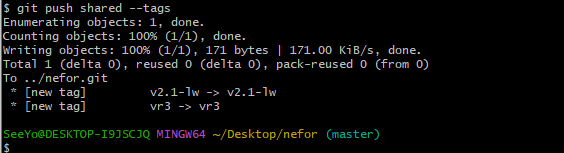 $ git push shared --tags
Enumerating objects: 1, done.
Counting objects: 100% (1/1), done.
Writing objects: 100% (1/1), 171 bytes | 171.00 KiB/s, done.
Total 1 (delta 0), reused 0 (delta 0), pack-reused 0 (from 0)
To ../nefor.git
 * [new tag]         v2.1-lw -> v2.1-lw
 * [new tag]         vr3 -> vr3
SeeYo@DESKTOP-I9JSCJQ MINGW64 ~/Desktop/nefor (master)
$